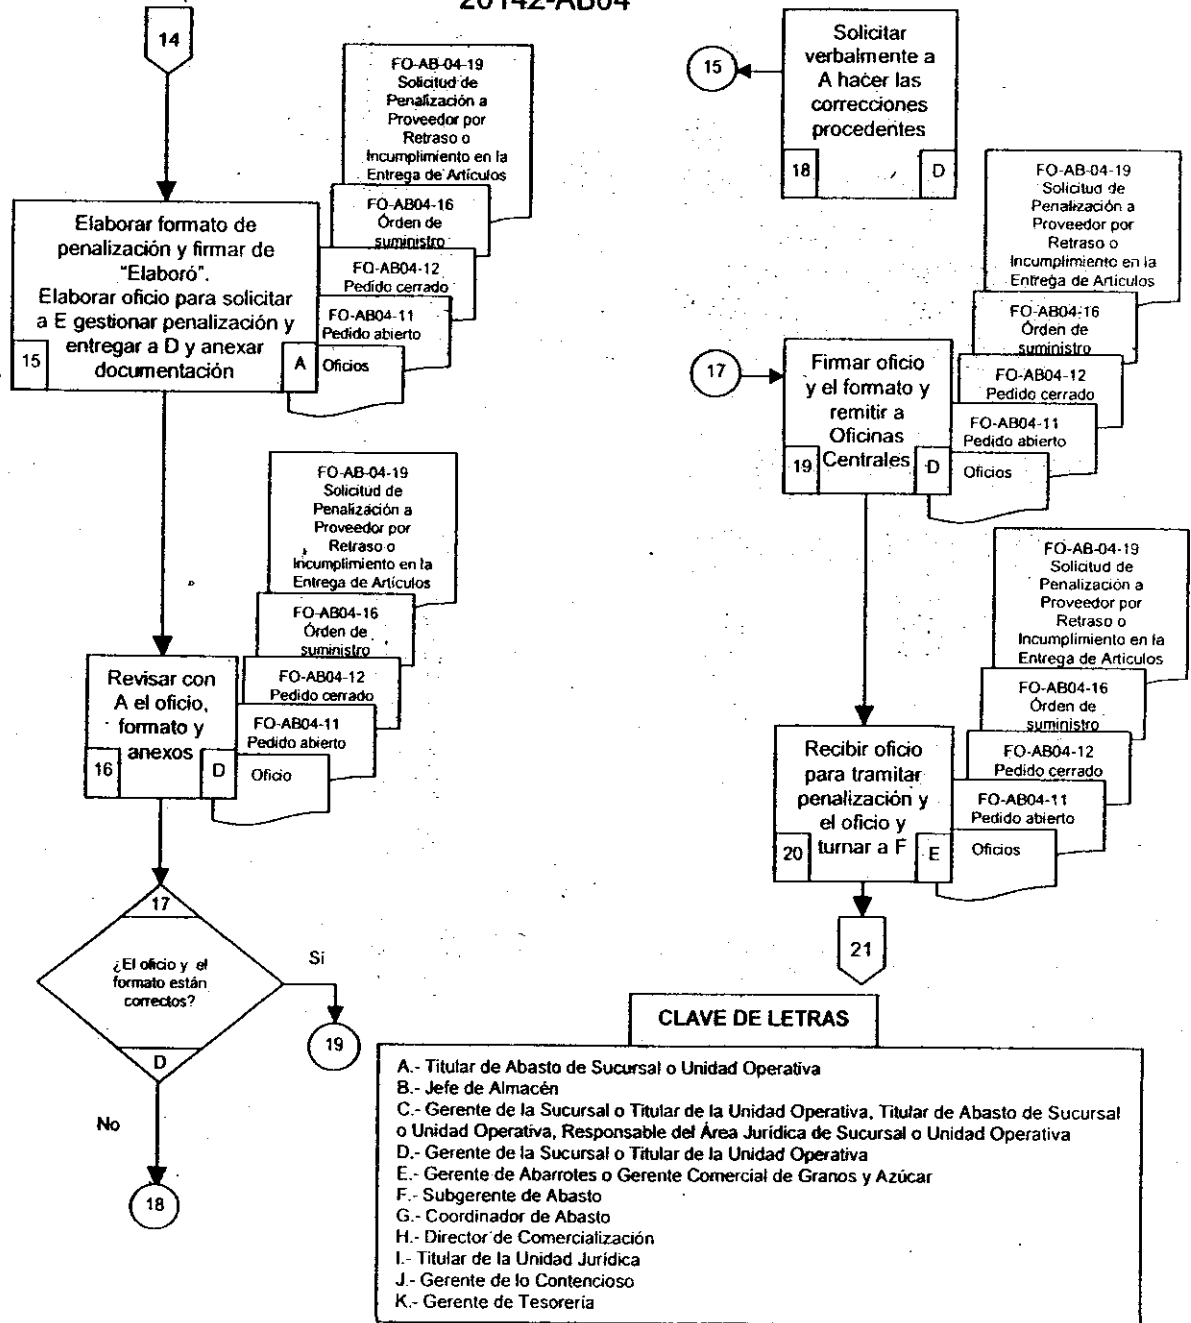 20142-AB04
14
FO-AB-04-19
Solicitud de
Penalización a
Proveedor por
Retraso o
Incumplimiento en la
Entrega de Artículos
FO-AB04-16
Órden de
suministro
FO-AB04-12
Pedido cerrado
FO-AB04-11
Pedido abierto
Oficios
Elaborar formato de
penalización y firmar de
"Elaboró".
Elaborar oficio para solicitar
a E gestionar penalización y
entregar a D y anexar
documentación
15
A
FO-AB-04-19
Solicitud de
Penalización a
Proveedor por
Retraso o
Incumplimiento en la
Entrega de Artículos
FO-AB04-16
Órden de
suministro
FO-AB04-12
Pedido cerrado
FO-AB04-11
Pedido abierto
Oficio
Revisar con
A el oficio,
formato y
anexos
16
D
17
¿El oficio y el
formato están
correctos?
D
Si
19
No
18
15
Solicitar
verbalmente a
A hacer las
correcciones
procedentes
18
D
FO-AB-04-19
Solicitud de
Penalización a
Proveedor por
Retraso o
Incumplimiento en la
Entrega de Artículos
FO-AB04-16
Órden de
suministro
FO-AB04-12
Pedido cerrado
FO-AB04-11
Pedido abierto
Oficios
17
Firmar oficio
y el formato y
remitir a
Oficinas
Centrales
19
D
FO-AB-04-19
Solicitud de
Penalización a
Proveedor por
Retraso o
Incumplimiento en la
Entrega de Artículos
FO-AB04-16
Órden de
suministro
FO-AB04-12
Pedido cerrado
FO-AB04-11
Pedido abierto
Oficios
Recibir oficio
para tramitar
penalización y
el oficio y
turnar a F
20
E
21
CLAVE DE LETRAS
A.- Titular de Abasto de Sucursal o Unidad Operativa
B.- Jefe de Almacén
C.- Gerente de la Sucursal o Titular de la Unidad Operativa, Titular de Abasto de Sucursal
o Unidad Operativa, Responsable del Área Jurídica de Sucursal o Unidad Operativa
D.- Gerente de la Sucursal o Titular de la Unidad Operativa
E.- Gerente de Abarrotes o Gerente Comercial de Granos y Azúcar
F.- Subgerente de Abasto
G.- Coordinador de Abasto
H.- Director de Comercialización
I.- Titular de la Unidad Jurídica
J.- Gerente de lo Contencioso
K.- Gerente de Tesorería